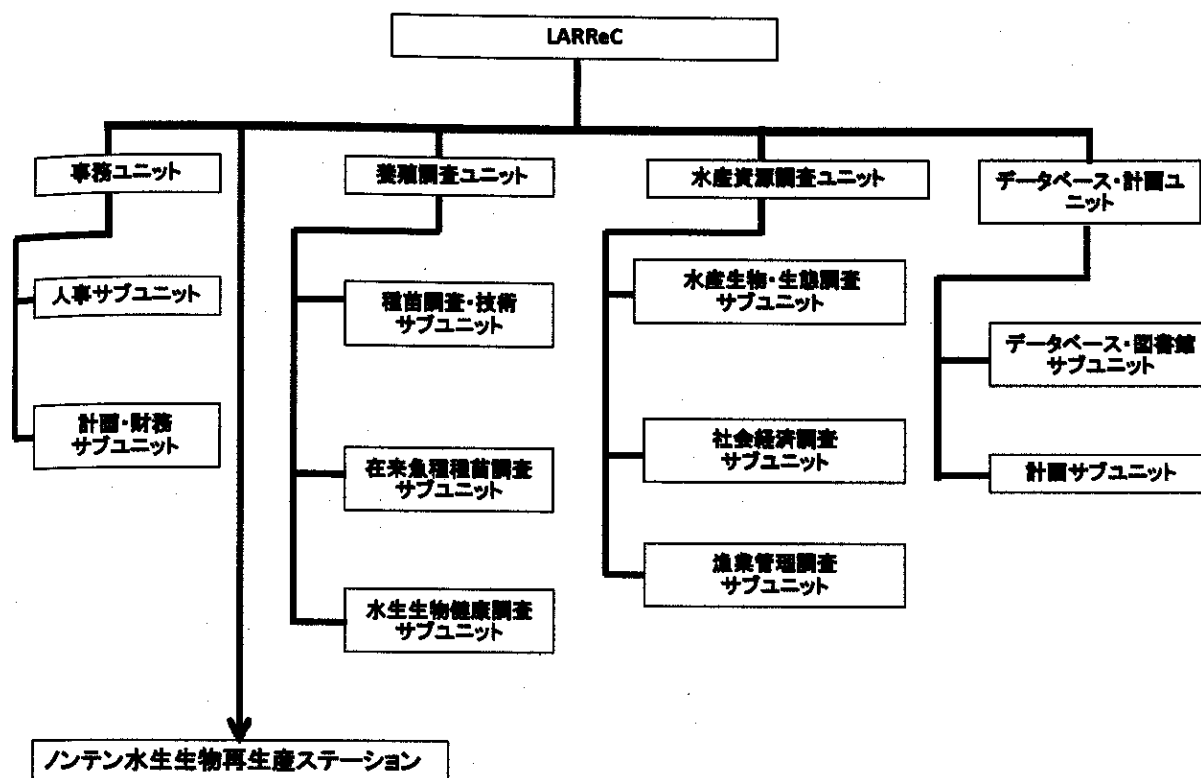 LARReC
事務ユニット
養殖調査ユニット
水産資源調査ユニット
データベース・計画ユ
ニット
人事サブユニット
計画・財務
サブユニット
種苗調査・技術
サブユニット
在来魚種種苗調査
サブユニット
水生生物健康調査
サブユニット
水産生物・生態調査
サブユニット
社会経済調査
サブユニット
漁業管理調査
サブユニット
データベース・図書館
サブユニット
計画サブユニット
ノンテン水生生物再生産ステーション